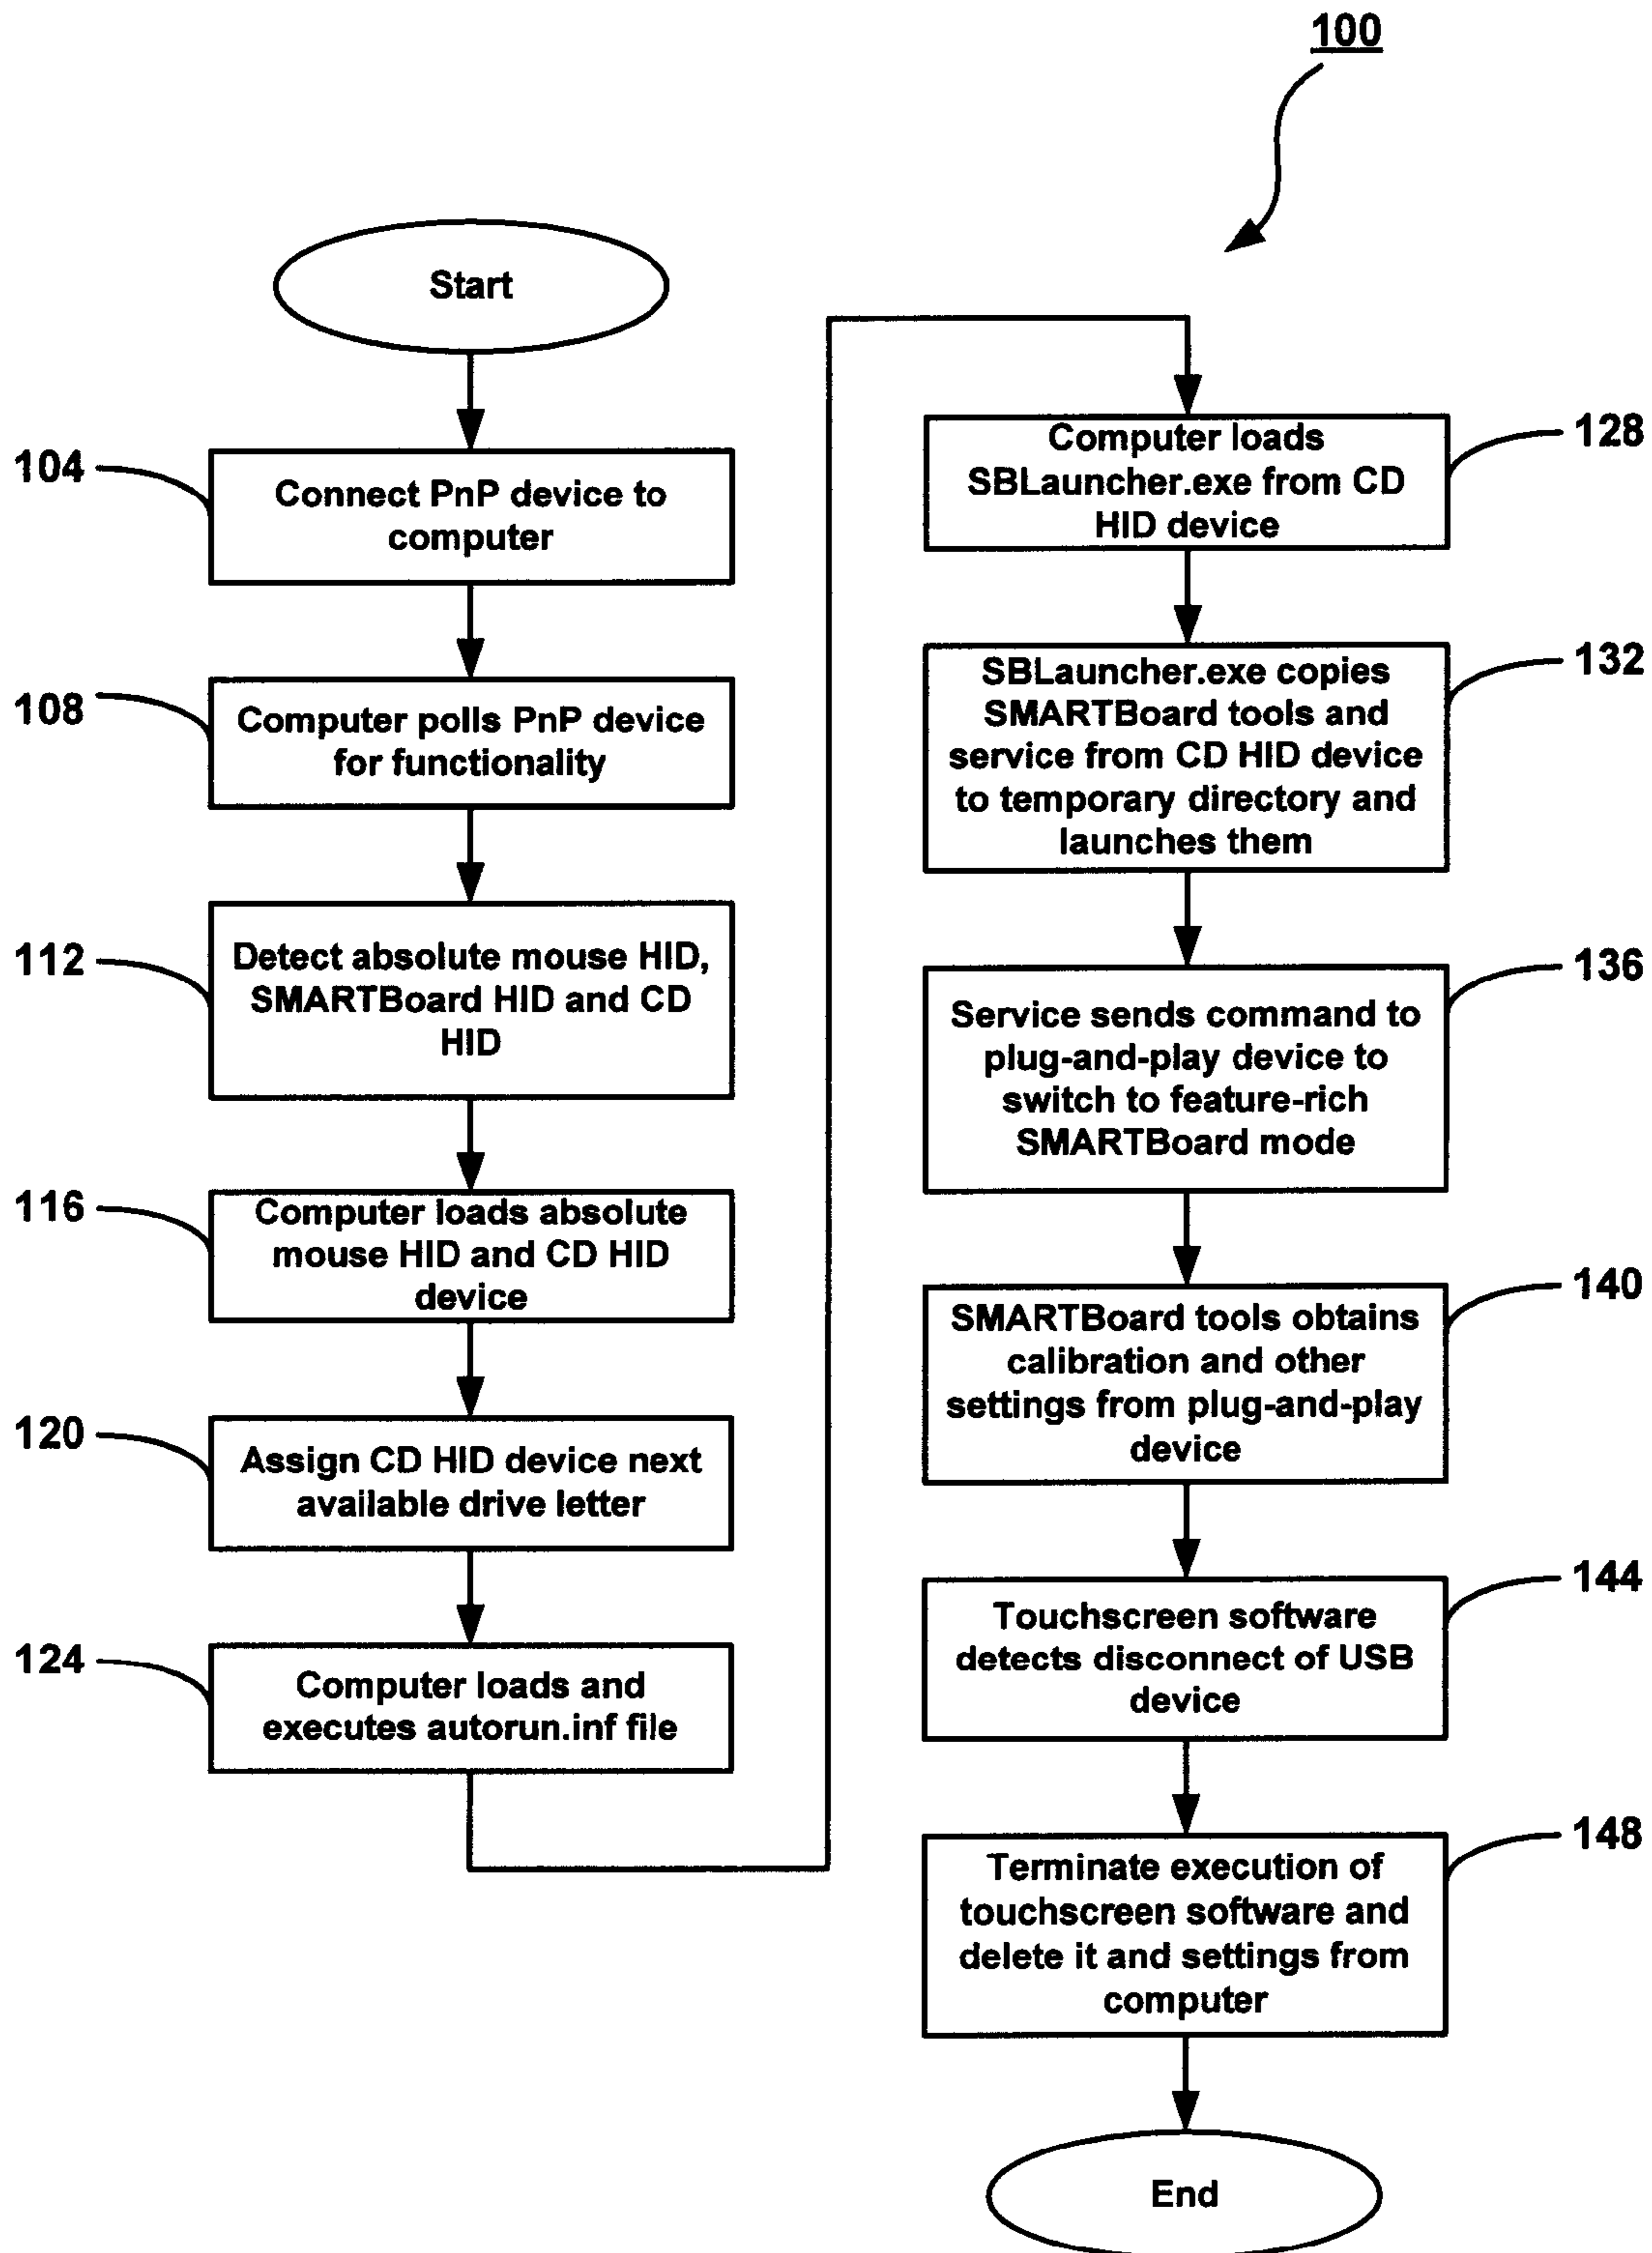 100
Start
104
Connect PnP device to
computer
108
Computer polls PnP device
for functionality
112
Detect absolute mouse HID,
SMARTBoard HID and CD
HID
116
Computer loads absolute
mouse HID and CD HID
device
120
Assign CD HID device next
available drive letter
124
Computer loads and
executes autorun.inf file
128
Computer loads
SBLauncher.exe from CD
HID device
132
SBLauncher.exe copies
SMARTBoard tools and
service from CD HID device
to temporary directory and
launches them
136
Service sends command to
plug-and-play device to
switch to feature-rich
SMARTBoard mode
140
SMARTBoard tools obtains
calibration and other
settings from plug-and-play
device
144
Touchscreen software
detects disconnect of USB
device
148
Terminate execution of
touchscreen software and
delete it and settings from
computer
End